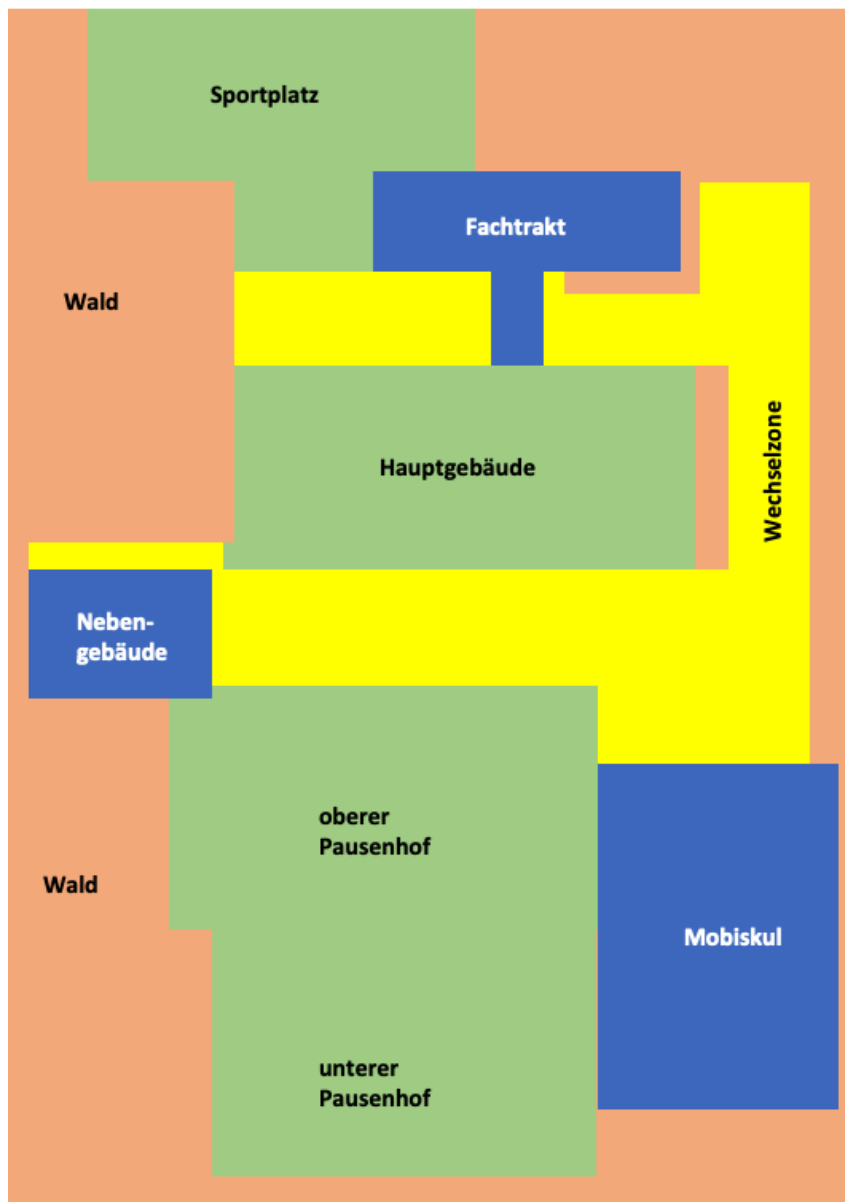 Sportplatz
Fachtrakt
Wald
Hauptgebäude
Wechselzone
Neben-
gebäude
oberer
Pausenhof
Wald
Mobiskul
unterer
Pausenhof